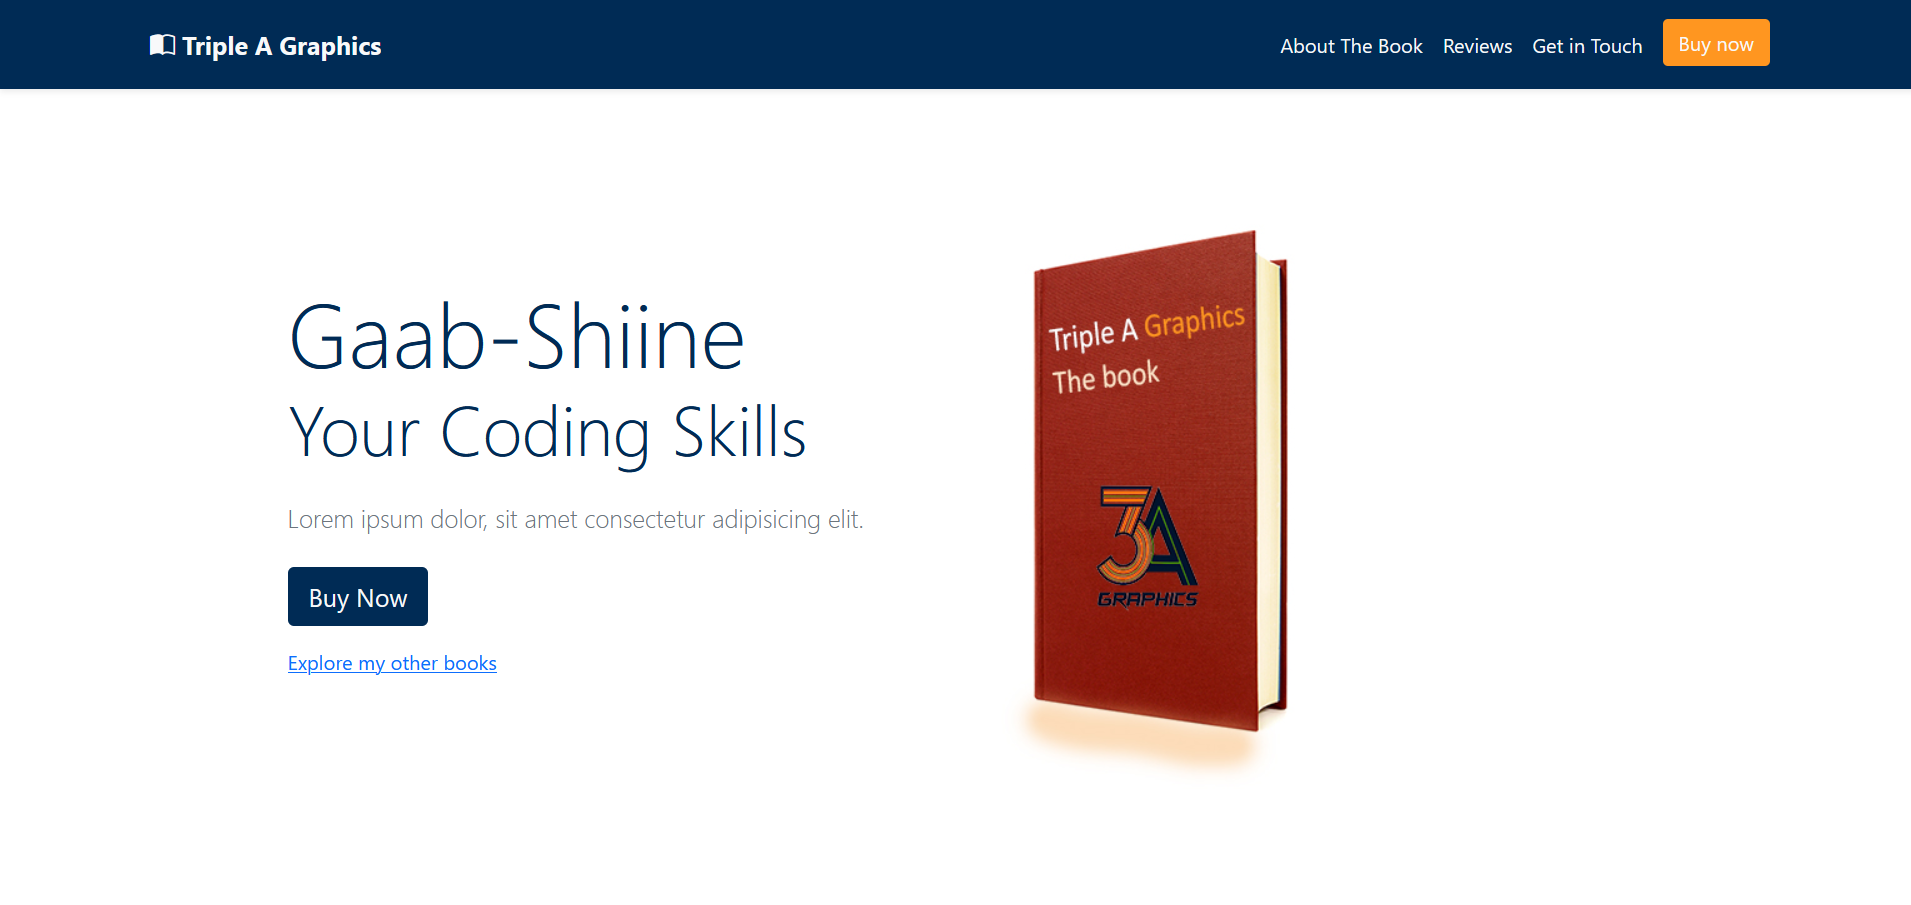 Triple A Graphics
About The Book
Reviews
Get in Touch
Buy now
Gaab-Shiine
Your Coding Skills
Lorem ipsum dolor, sit amet consectetur adipisicing elit.
Buy Now
Explore my other books
Triple A Graphics
The book
3A
GRAPHICS